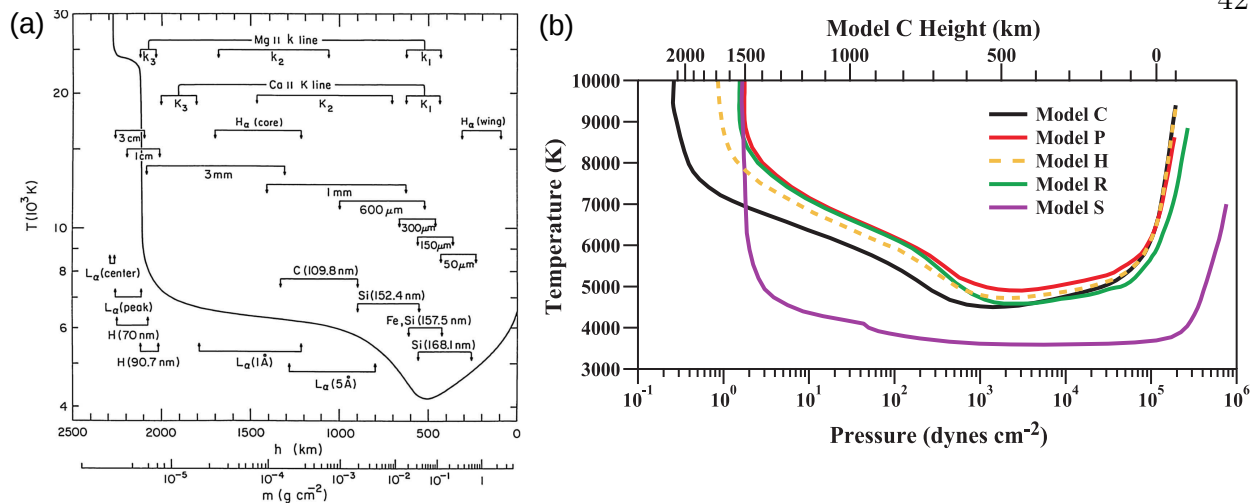 42
(a)
30
20
10
8
6
4
T(10³ K)
Mg II k line
k₃
k₂
k₁
Ca II K line
K₃
K₂
K₁
Hα (core)
Hα (wing)
3 cm
1 cm
3 mm
1 mm
600 μm
300 μm
150 μm
50 μm
Lα (center)
C (109.8 nm)
Lα (peak)
Si (152.4 nm)
H (70 nm)
Fe, Si (157.5 nm)
H (90.7 nm)
Si (168.1 nm)
Lα (1Å)
Lα (5Å)
2500 2000 1500 1000 500 0
h (km)
10⁻⁵ 10⁻⁴ 10⁻³ 10⁻² 10⁻¹ 1
m (g cm⁻²)
(b)
Model C Height (km)
2000 1500 1000 500 0
10000
9000
8000
7000
6000
5000
4000
3000
Temperature (K)
Model C
Model P
Model H
Model R
Model S
10⁻¹ 10⁰ 10¹ 10² 10³ 10⁴ 10⁵ 10⁶
Pressure (dynes cm⁻²)